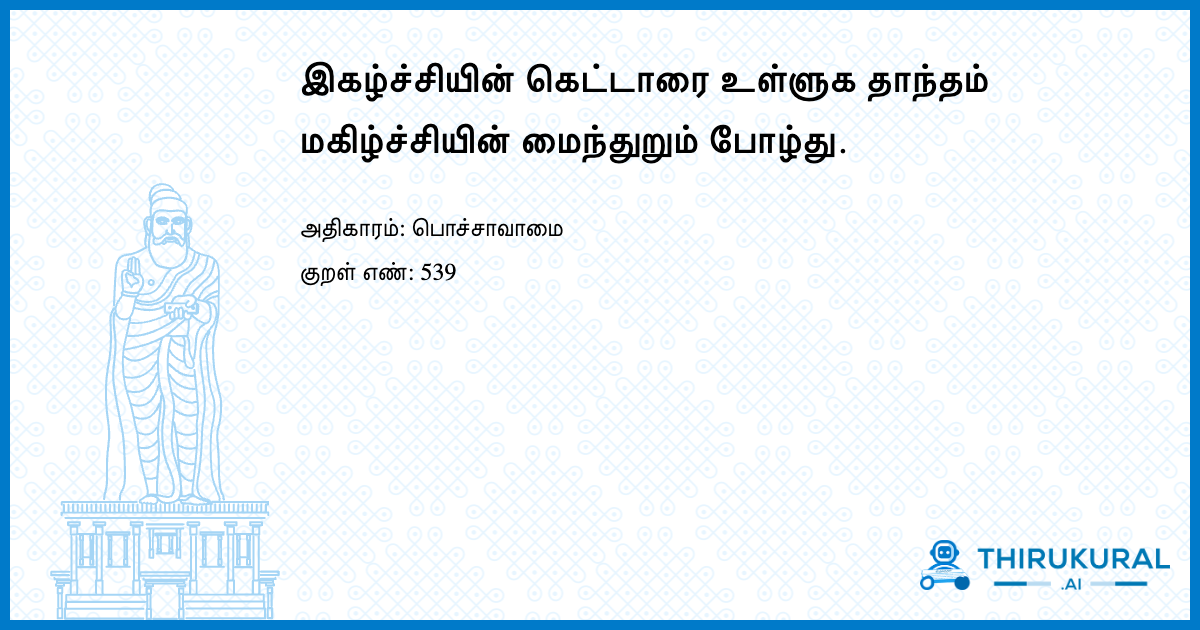 இகழ்ச்சியின் கெட்டாரை உள்ளுக தாந்தம்
மகிழ்ச்சியின் மைந்துறும் போழ்து.
அதிகாரம்: பொச்சாவாமை
குறள் எண்: 539
THIRUKURAL
.AI